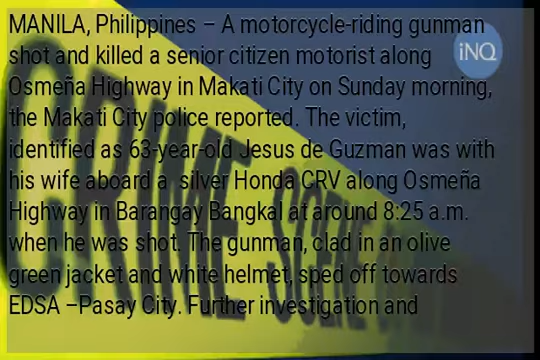 MANILA, Philippines – A motorcycle-riding gunman
shot and killed a senior citizen motorist along
Osmeña Highway in Makati City on Sunday morning,
the Makati City police reported. The victim,
identified as 63-year-old Jesus de Guzman was with
his wife aboard a silver Honda CRV along Osmeña
Highway in Barangay Bangkal at around 8:25 a.m.
when he was shot. The gunman, clad in an olive
green jacket and white helmet, sped off towards
EDSA –Pasay City. Further investigation and
iNQ
CRIME SCENE